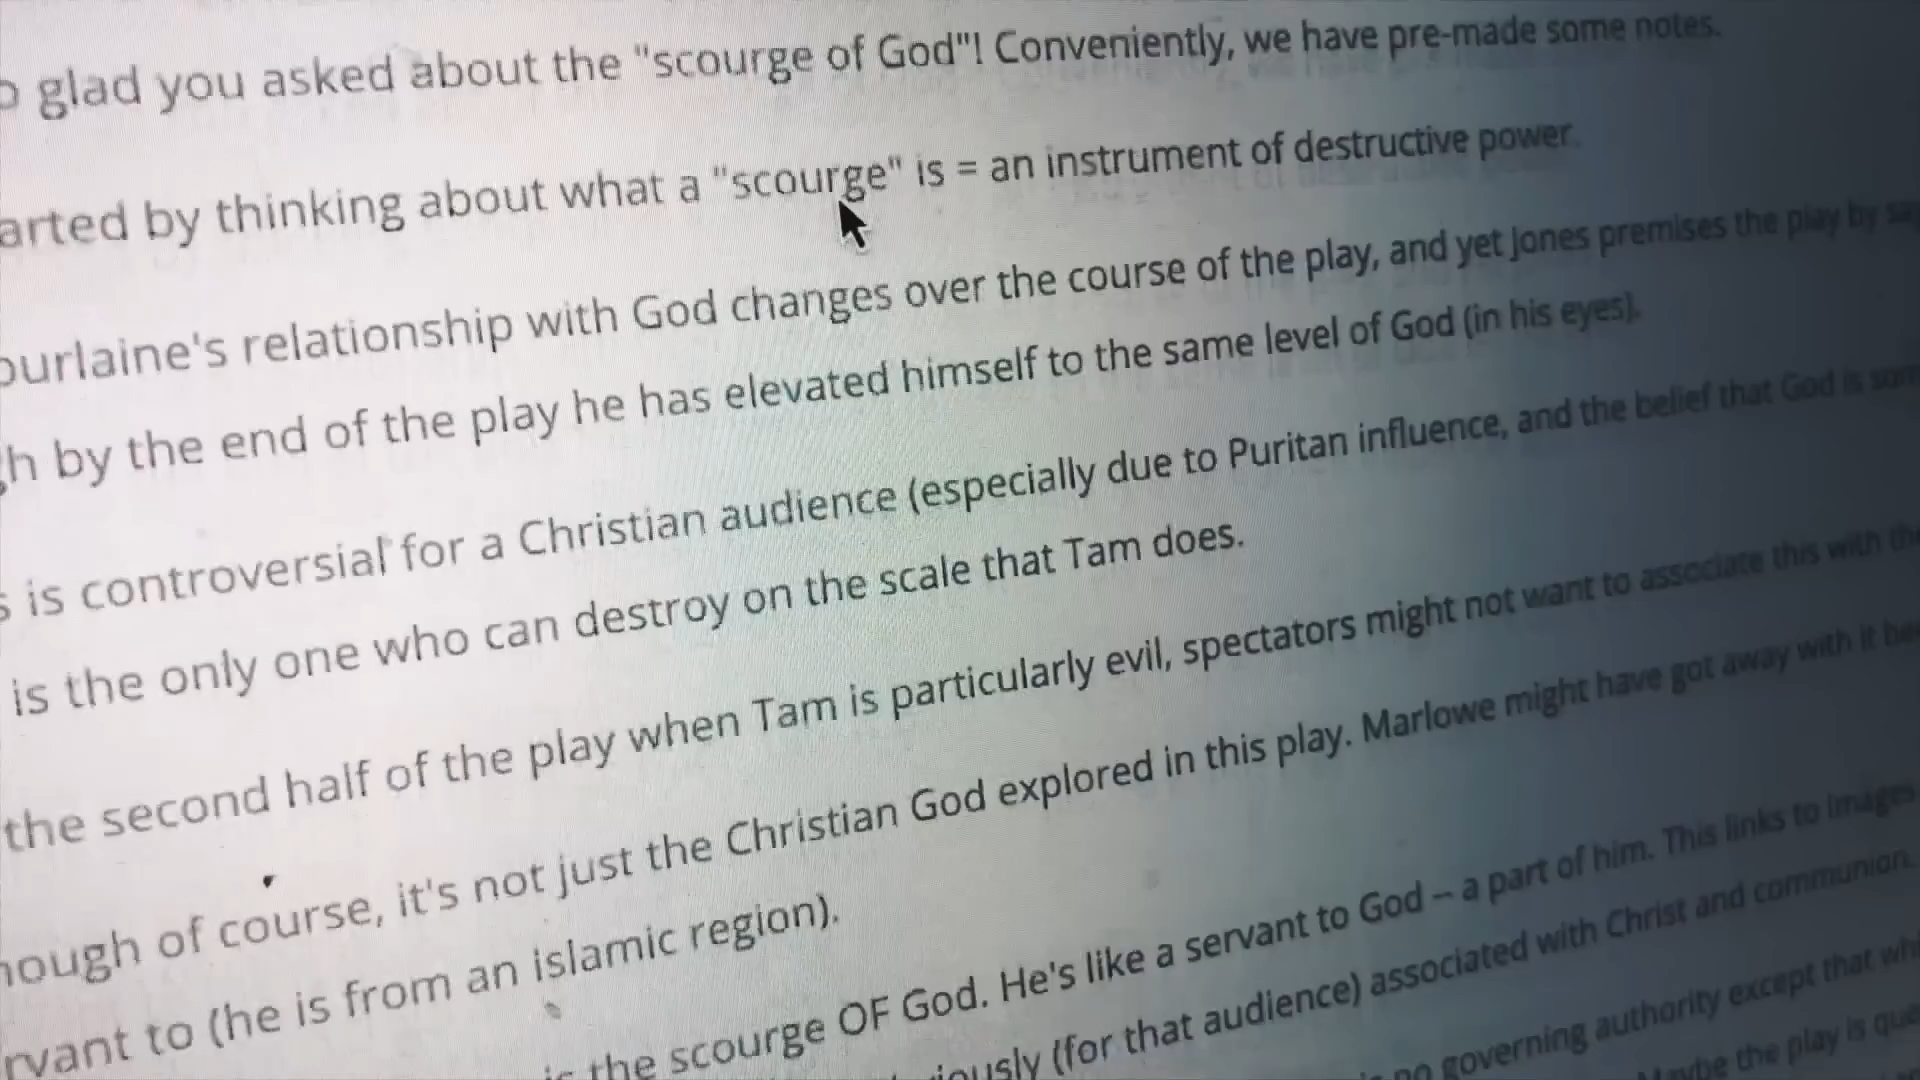 glad you asked about the "scourge of God"! Conveniently, we have pre-made some notes.
arted by thinking about what a "scourge" is = an instrument of destructive power.
ourlaine's relationship with God changes over the course of the play, and yet Jones premises the play by
h by the end of the play he has elevated himself to the same level of God (in his eyes).
is controversial for a Christian audience (especially due to Puritan influence, and the belief that God is
is the only one who can destroy on the scale that Tam does.
the second half of the play when Tam is particularly evil, spectators might not want to associate this with
hough of course, it's not just the Christian God explored in this play. Marlowe might have got away with it
rvant to (he is from an islamic region).
is the scourge OF God. He's like a servant to God – a part of him. This links to images
iously (for that audience) associated with Christ and communion.
no governing authority except that
Maybe the play is